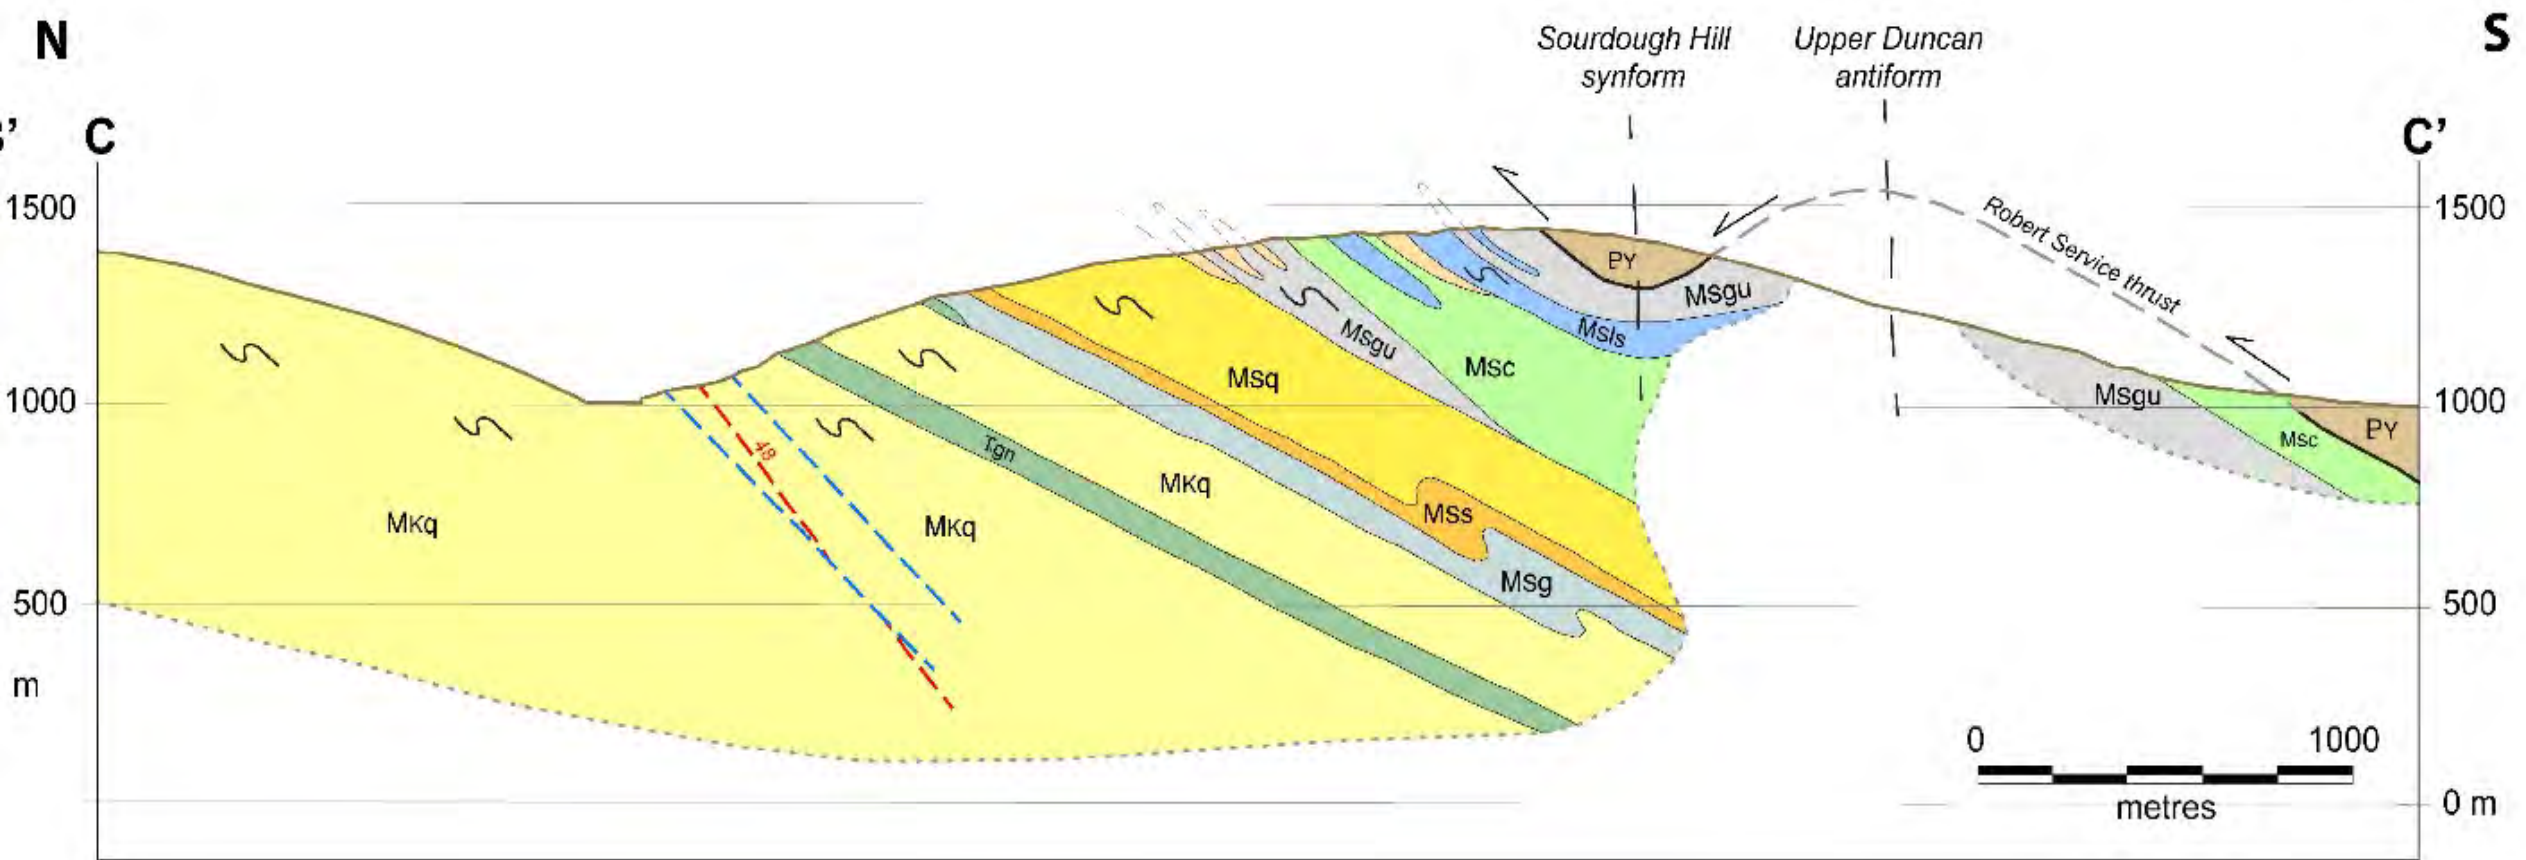 N
S
Sourdough Hill
synform
Upper Duncan
antiform
C
C’
1500
1500
Robert Service thrust
PY
MSgu
MSls
MSgu
MSc
MSq
1000
1000
MSgu
MSc
PY
48
Tgn
MKq
MKq
MKq
MSs
MSg
500
500
m
0
1000
metres
0 m